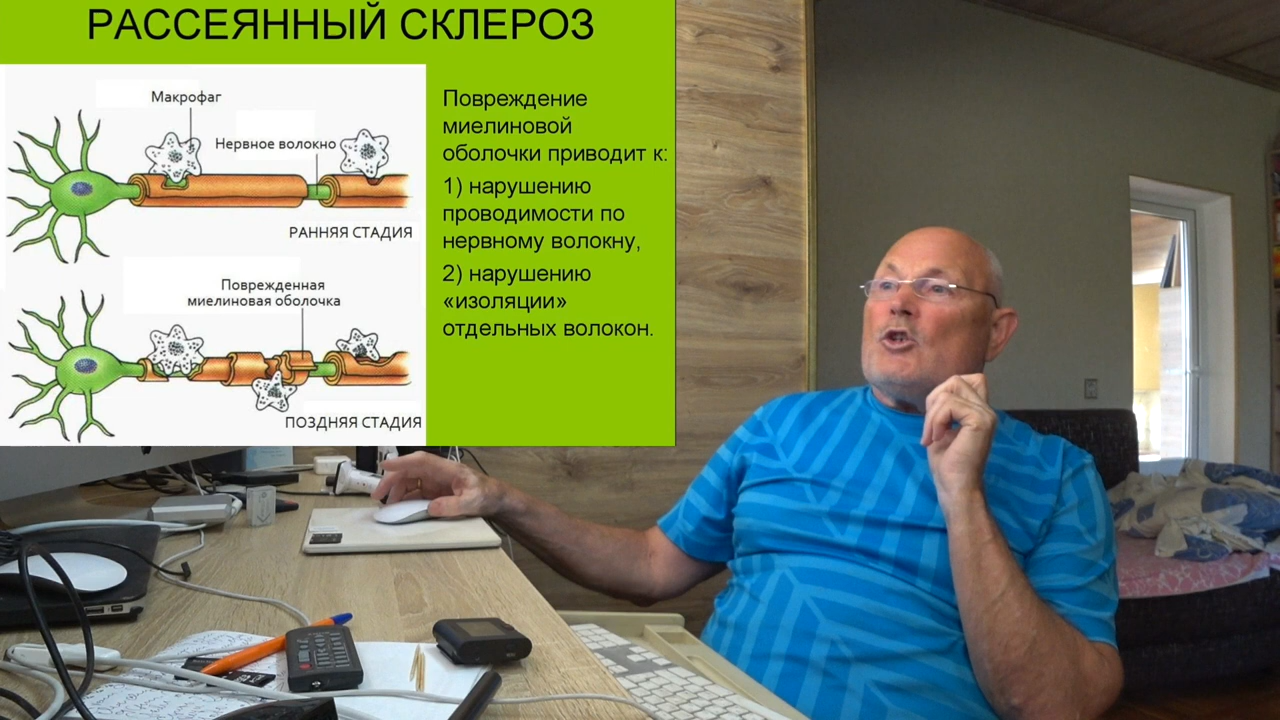 РАССЕЯННЫЙ СКЛЕРОЗ
Макрофаг
Нервное волокно
РАННЯЯ СТАДИЯ
Поврежденная
миелиновая оболочка
ПОЗДНЯЯ СТАДИЯ
Повреждение
миелиновой
оболочки приводит к:
1) нарушению
проводимости по
нервному волокну,
2) нарушению
«изоляции»
отдельных волокон.